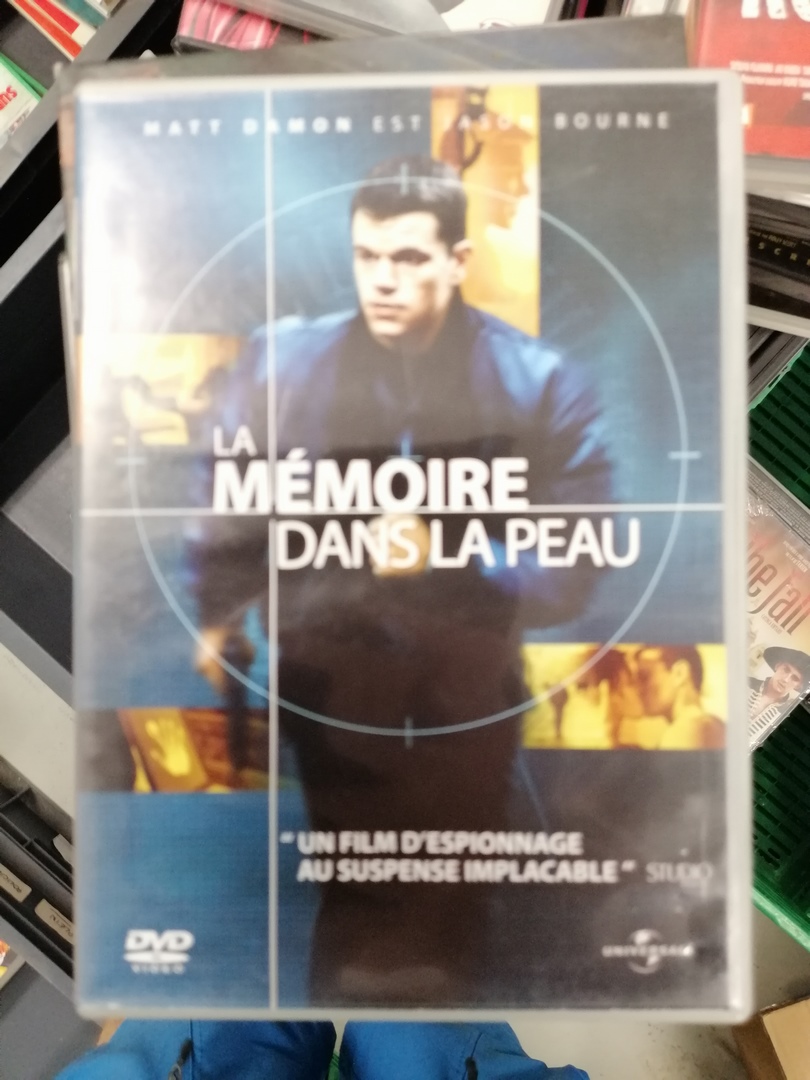 MATT DAMON EST JASON BOURNE
LA
MÉMOIRE
DANS LA PEAU
"UN FILM D'ESPIONNAGE
AU SUSPENSE IMPLACABLE" STUDIO
DVD
VIDEO
UNIVERSAL